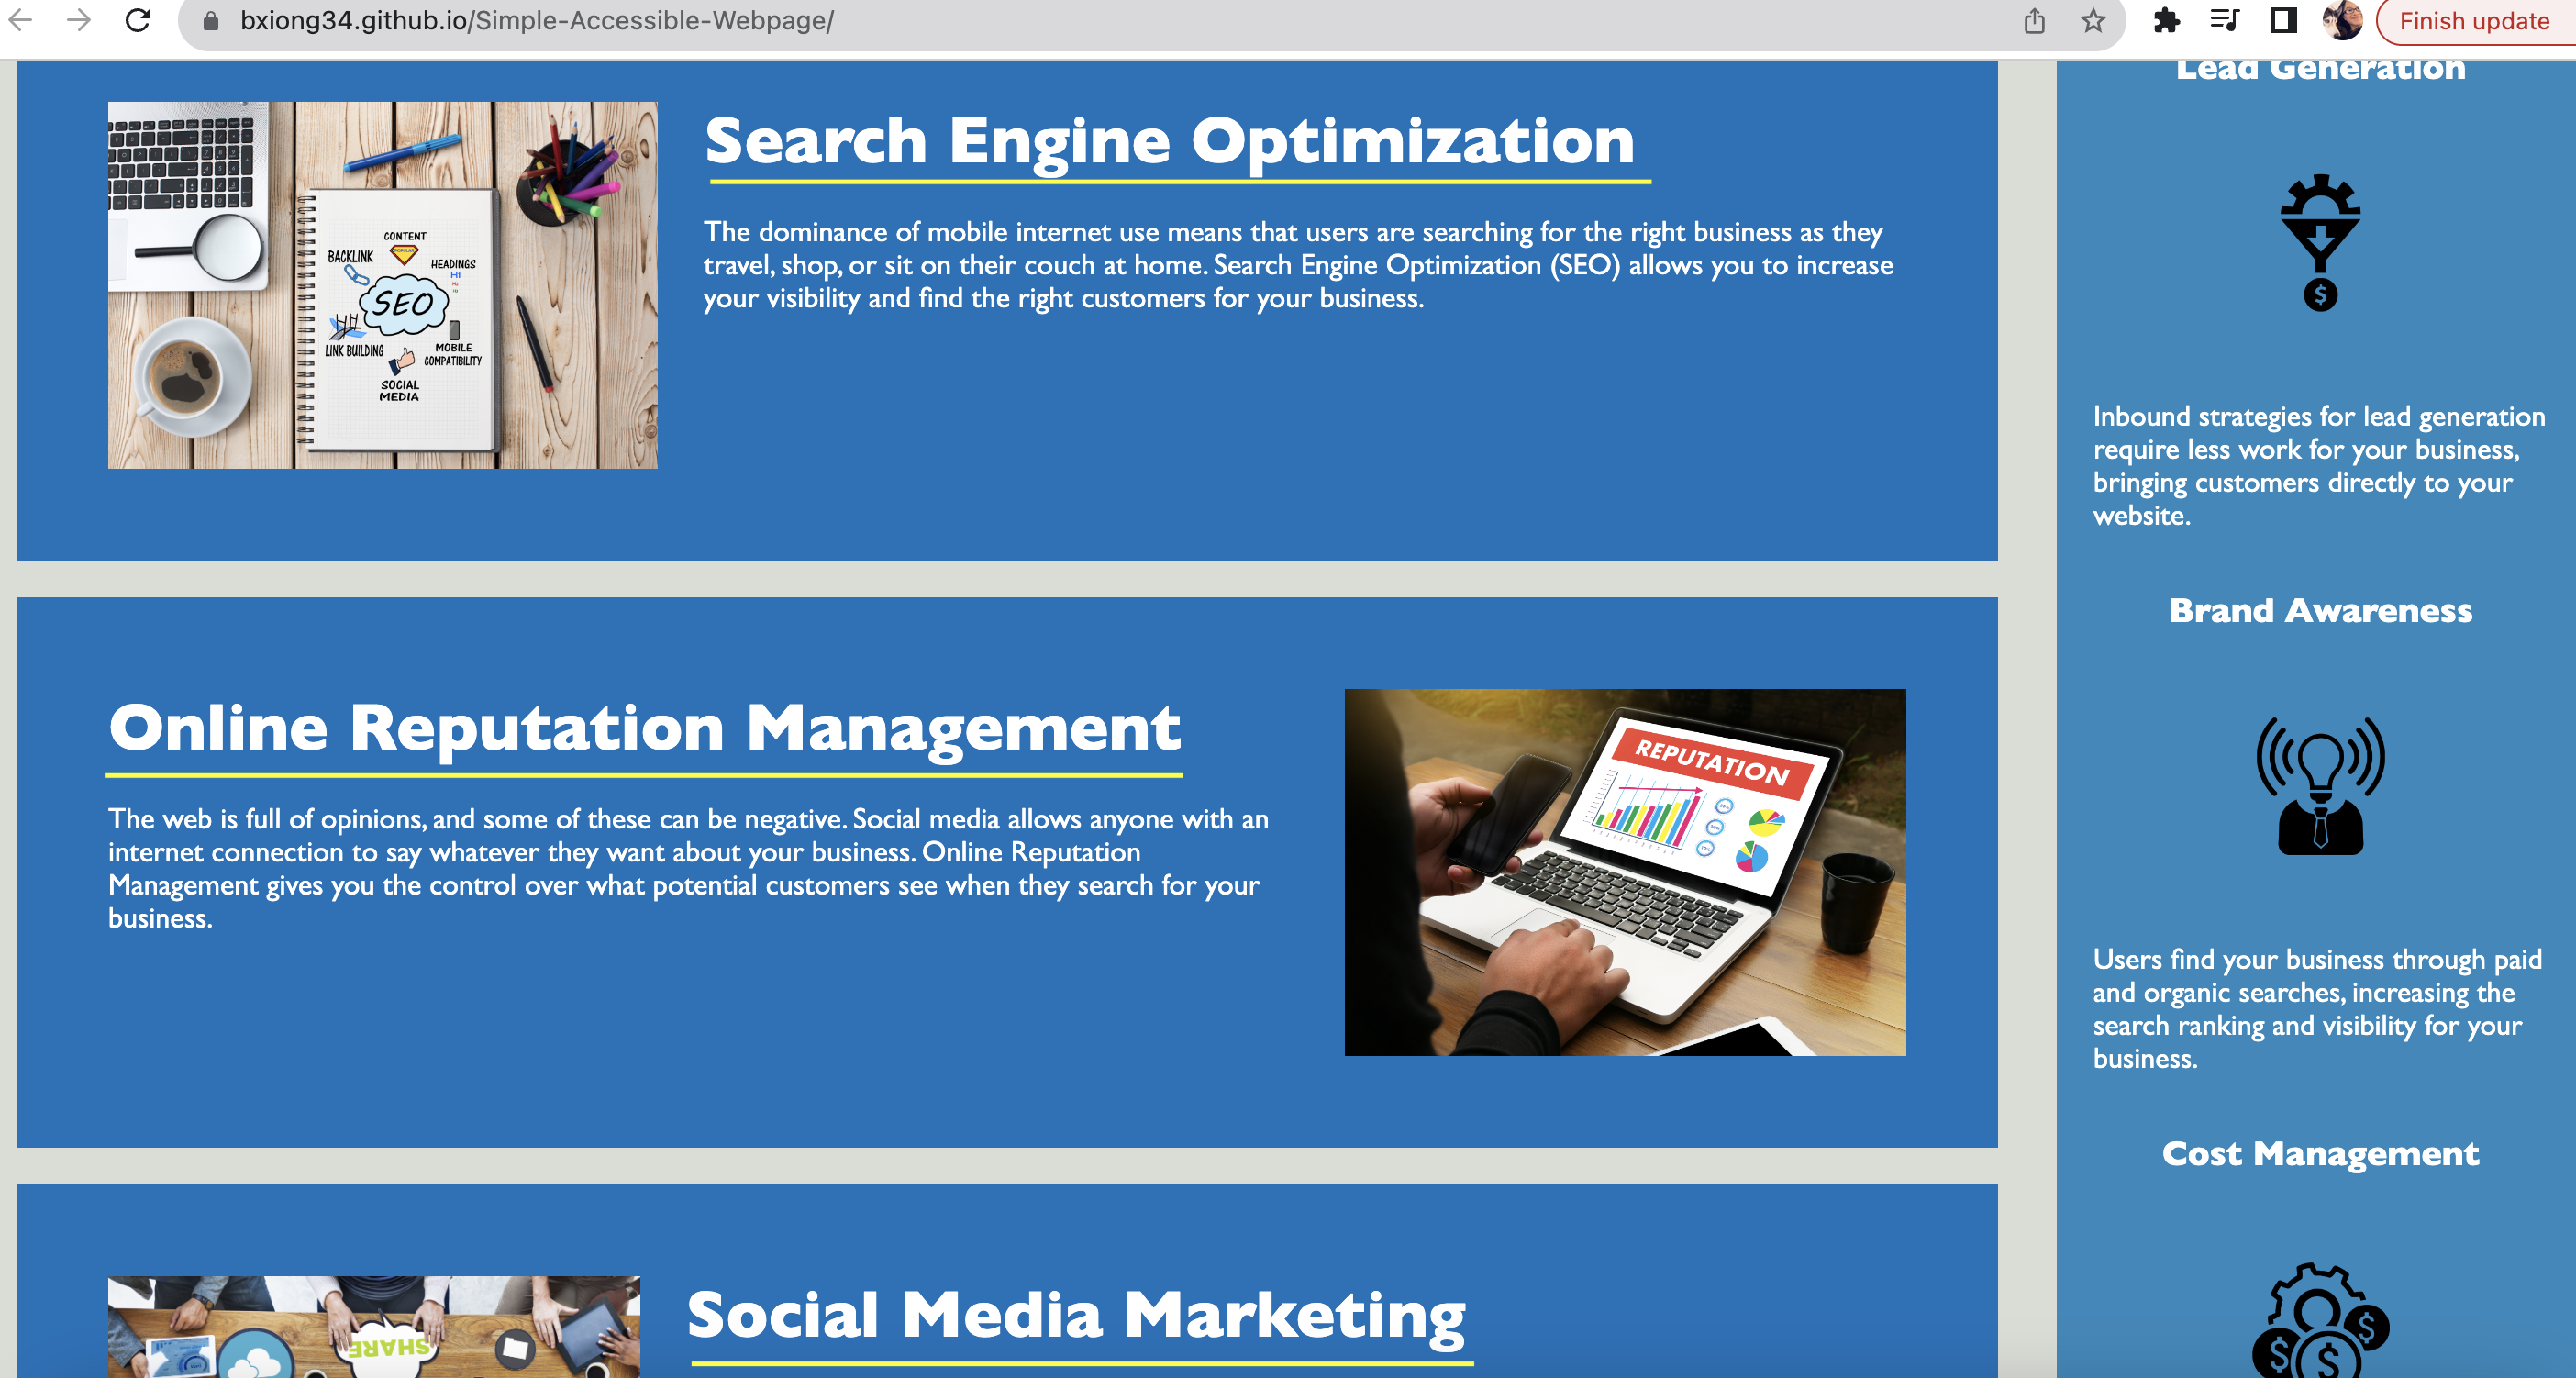 bxiong34.github.io/Simple-Accessible-Webpage/
Finish update
Search Engine Optimization
The dominance of mobile internet use means that users are searching for the right business as they
travel, shop, or sit on their couch at home. Search Engine Optimization (SEO) allows you to increase
your visibility and find the right customers for your business.
CONTENT
BACKLINK
HEADINGS
H1
SEO
LINK BUILDING
MOBILE
COMPATIBILITY
SOCIAL
MEDIA
Online Reputation Management
The web is full of opinions, and some of these can be negative. Social media allows anyone with an
internet connection to say whatever they want about your business. Online Reputation
Management gives you the control over what potential customers see when they search for your
business.
REPUTATION
Social Media Marketing
SHARE
Lead Generation
$
Inbound strategies for lead generation
require less work for your business,
bringing customers directly to your
website.
Brand Awareness
Users find your business through paid
and organic searches, increasing the
search ranking and visibility for your
business.
Cost Management
$ $ $